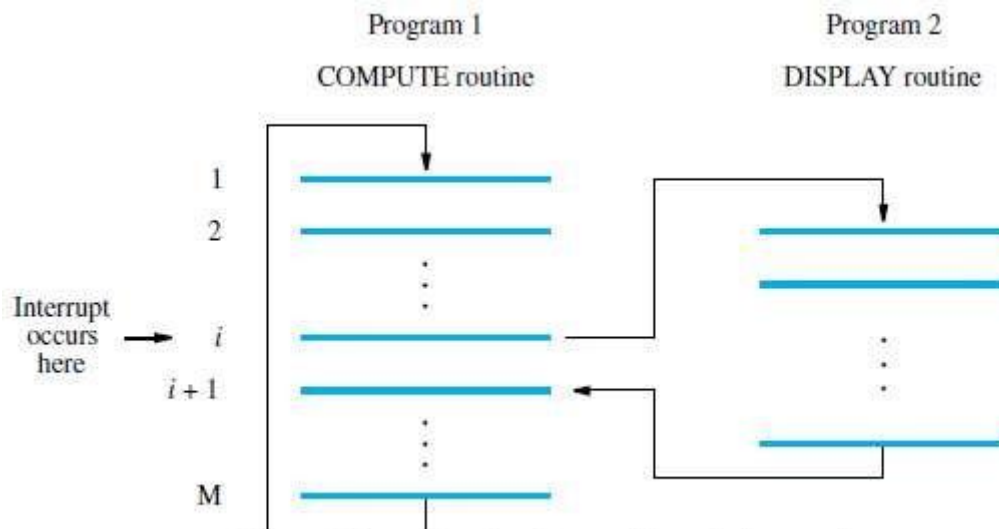 Program 1
COMPUTE routine
Program 2
DISPLAY routine
1
2
Interrupt
occurs
here
i
i + 1
M